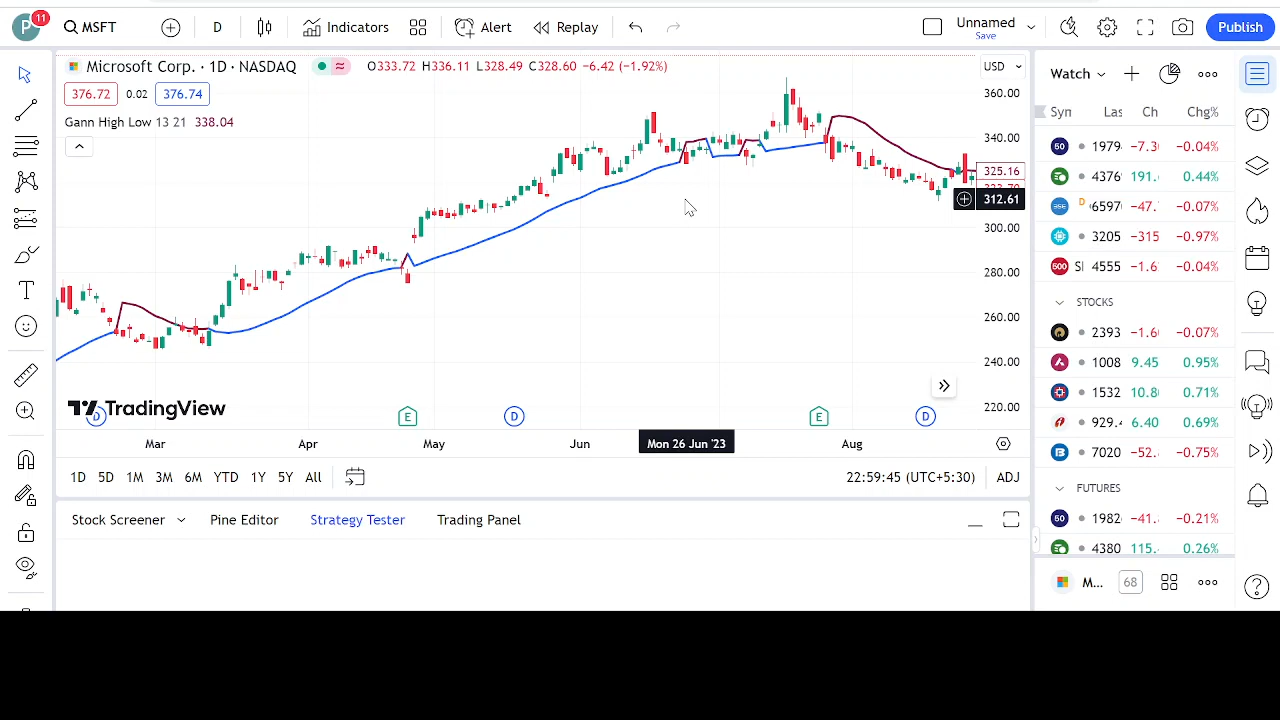 P 11 MSFT D Indicators Alert Replay Unnamed Save Publish
Microsoft Corp. · 1D · NASDAQ O333.72 H336.11 L328.49 C328.60 −6.42 (−1.92%) USD
376.72 0.02 376.74
Gann High Low 13 21 338.04
360.00
340.00
325.16
312.61
300.00
280.00
260.00
240.00
220.00
TradingView
D E D E D
Mar Apr May Jun Mon 26 Jun '23 Aug
1D 5D 1M 3M 6M YTD 1Y 5Y All 22:59:45 (UTC+5:30) ADJ
Stock Screener Pine Editor Strategy Tester Trading Panel
Watch
Syn Las Ch Chg%
50 1979 −7.3 −0.04%
4376 191. 0.44%
D 6597 −47. −0.07%
3205 −315 −0.97%
500 4555 −1.6 −0.04%
STOCKS
2393 −1.6 −0.07%
1008 9.45 0.95%
1532 10.8 0.71%
929. 6.40 0.69%
7020 −52. −0.75%
FUTURES
50 1982 −41. −0.21%
4380 115. 0.26%
M... 68